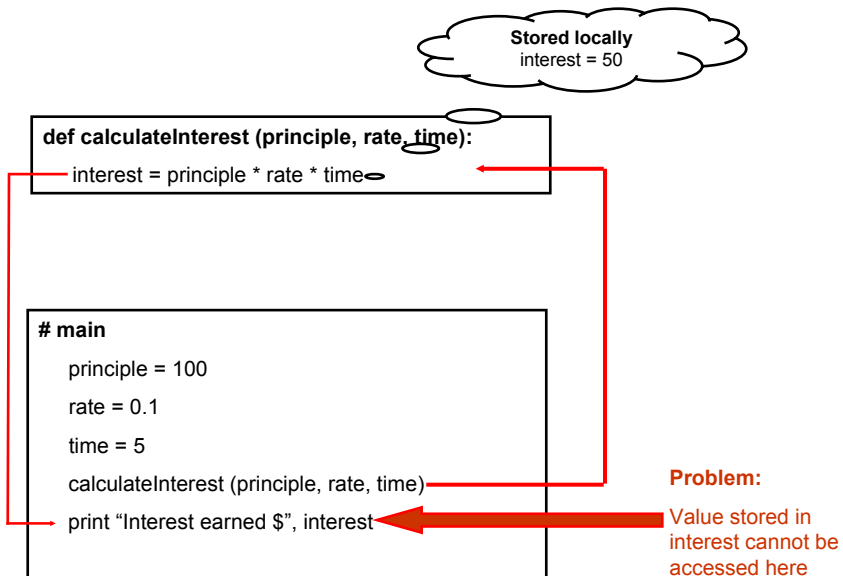 Stored locally
interest = 50
def calculateInterest (principle, rate, time):
interest = principle * rate * time
# main
principle = 100
rate = 0.1
time = 5
calculateInterest (principle, rate, time)
print “Interest earned $”, interest
Problem:
Value stored in
interest cannot be
accessed here